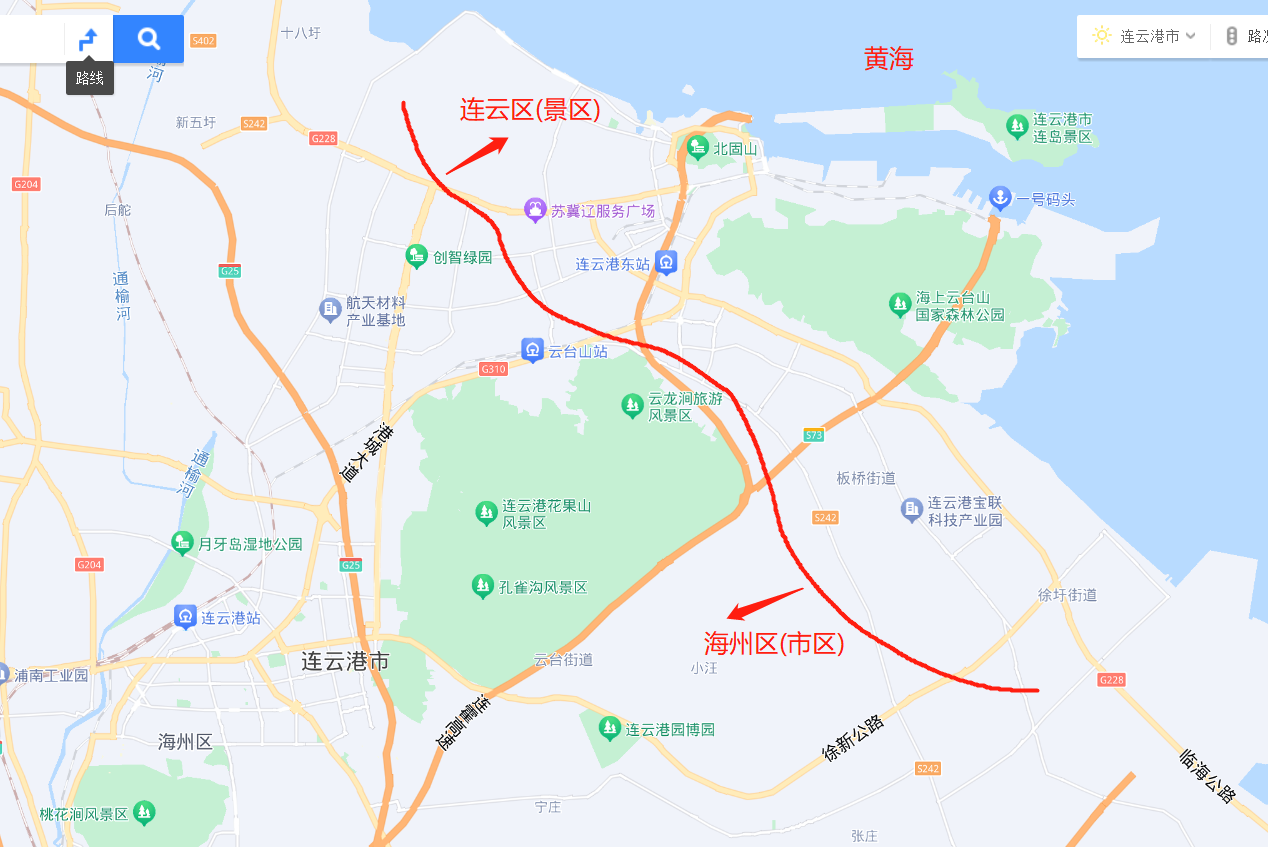 十八圩
S402
连云港市
路况
路线
河
黄海
连云区(景区)
新五圩
S242
G228
连云港市
连岛景区
北固山
G204
后舵
苏冀辽服务广场
一号码头
创智绿园
连云港东站
G25
通榆河
航天材料
产业基地
海上云台山
国家森林公园
云台山站
G310
云龙涧旅游
风景区
港城大道
S73
通榆河
板桥街道
连云港花果山
风景区
S242
连云港宝联
科技产业园
月牙岛湿地公园
G204
G25
孔雀沟风景区
徐圩街道
连云港站
海州区(市区)
连云港市
云台街道
小汪
浦南工业园
G228
连霍高速
连云港园博园
徐新公路
海州区
S242
临海公路
桃花涧风景区
宁庄
张庄